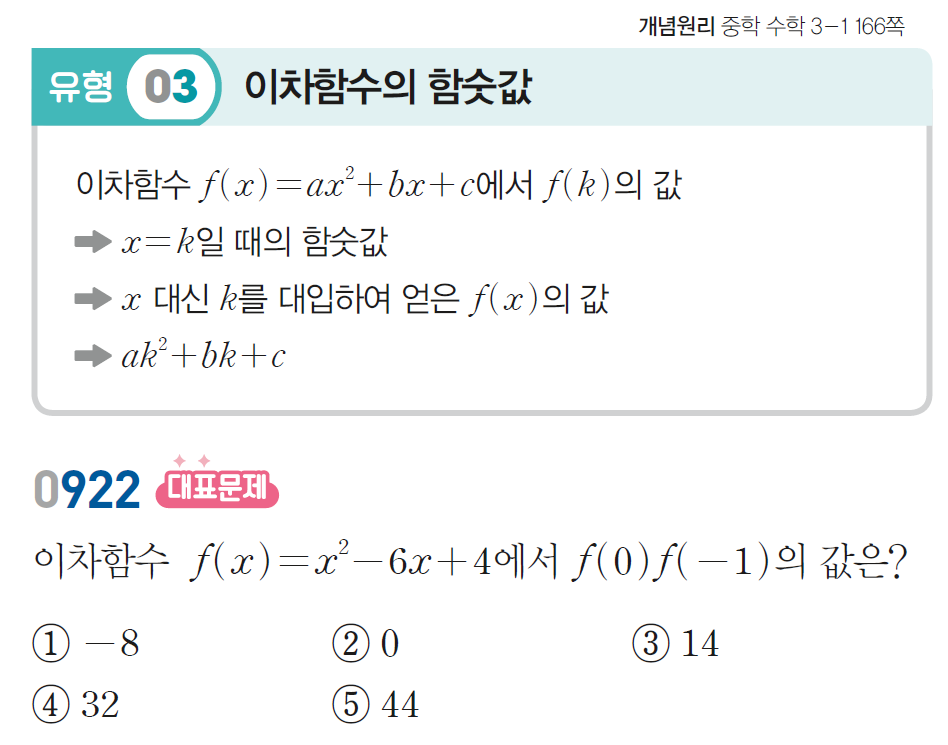 개념원리 중학 수학 3-1 166쪽
유형 03 이차함수의 함숫값
이차함수 f(x)=ax²+bx+c에서 f(k)의 값
➡ x=k일 때의 함숫값
➡ x 대신 k를 대입하여 얻은 f(x)의 값
➡ ak²+bk+c
0922 대표문제
이차함수 f(x)=x²-6x+4에서 f(0)f(-1)의 값은?
① -8 ② 0 ③ 14
④ 32 ⑤ 44